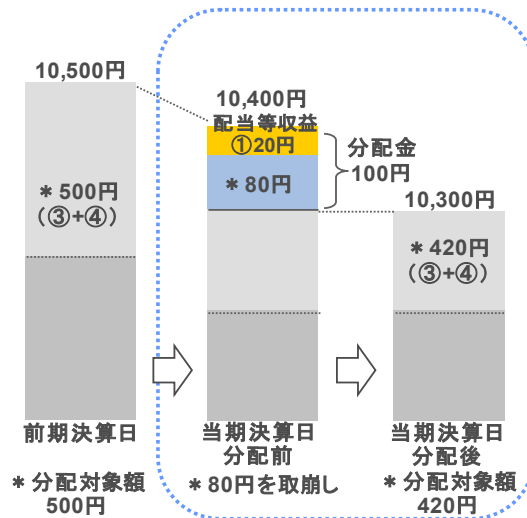 10,500円
＊500円
（③+④）
前期決算日
＊分配対象額
500円
10,400円
配当等収益
①20円
＊80円
分配金
100円
当期決算日
分配前
＊80円を取崩し
10,300円
＊420円
（③+④）
当期決算日
分配後
＊分配対象額
420円